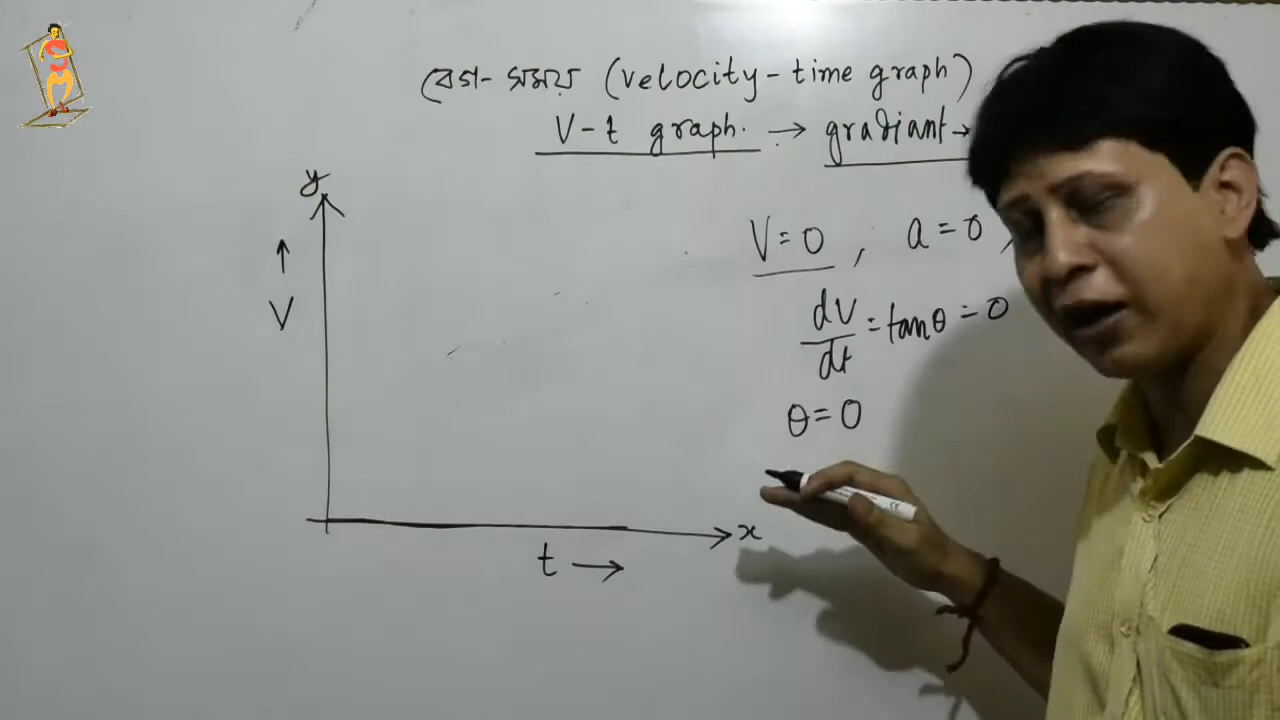 বেগ-সময় (velocity-time graph)
V-t graph. → gradiant →
y
V=0, a=0,
↑
V
dV/dt = tanθ = 0
θ=0
x
t →